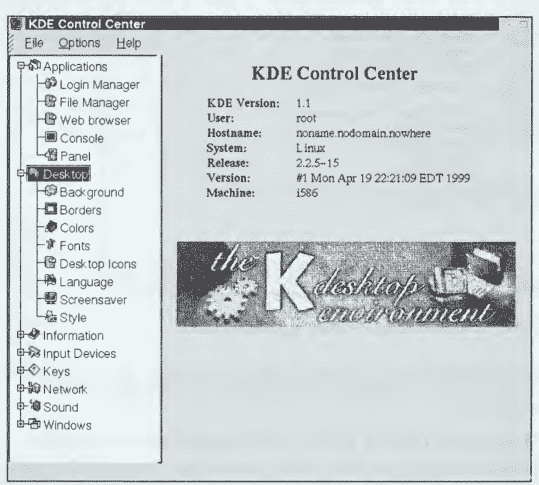 KDE Control Center
File Options Help
Applications
Login Manager
File Manager
Web browser
Console
Panel
Desktop
Background
Borders
Colors
Fonts
Desktop Icons
Language
Screensaver
Style
Information
Input Devices
Keys
Network
Sound
Windows
KDE Control Center
KDE Version: 1.1
User: root
Hostname: noname.nodomain.nowhere
System: Linux
Release: 2.2.5-15
Version: #1 Mon Apr 19 22:21:09 EDT 1999
Machine: i586
the K desktop
environment